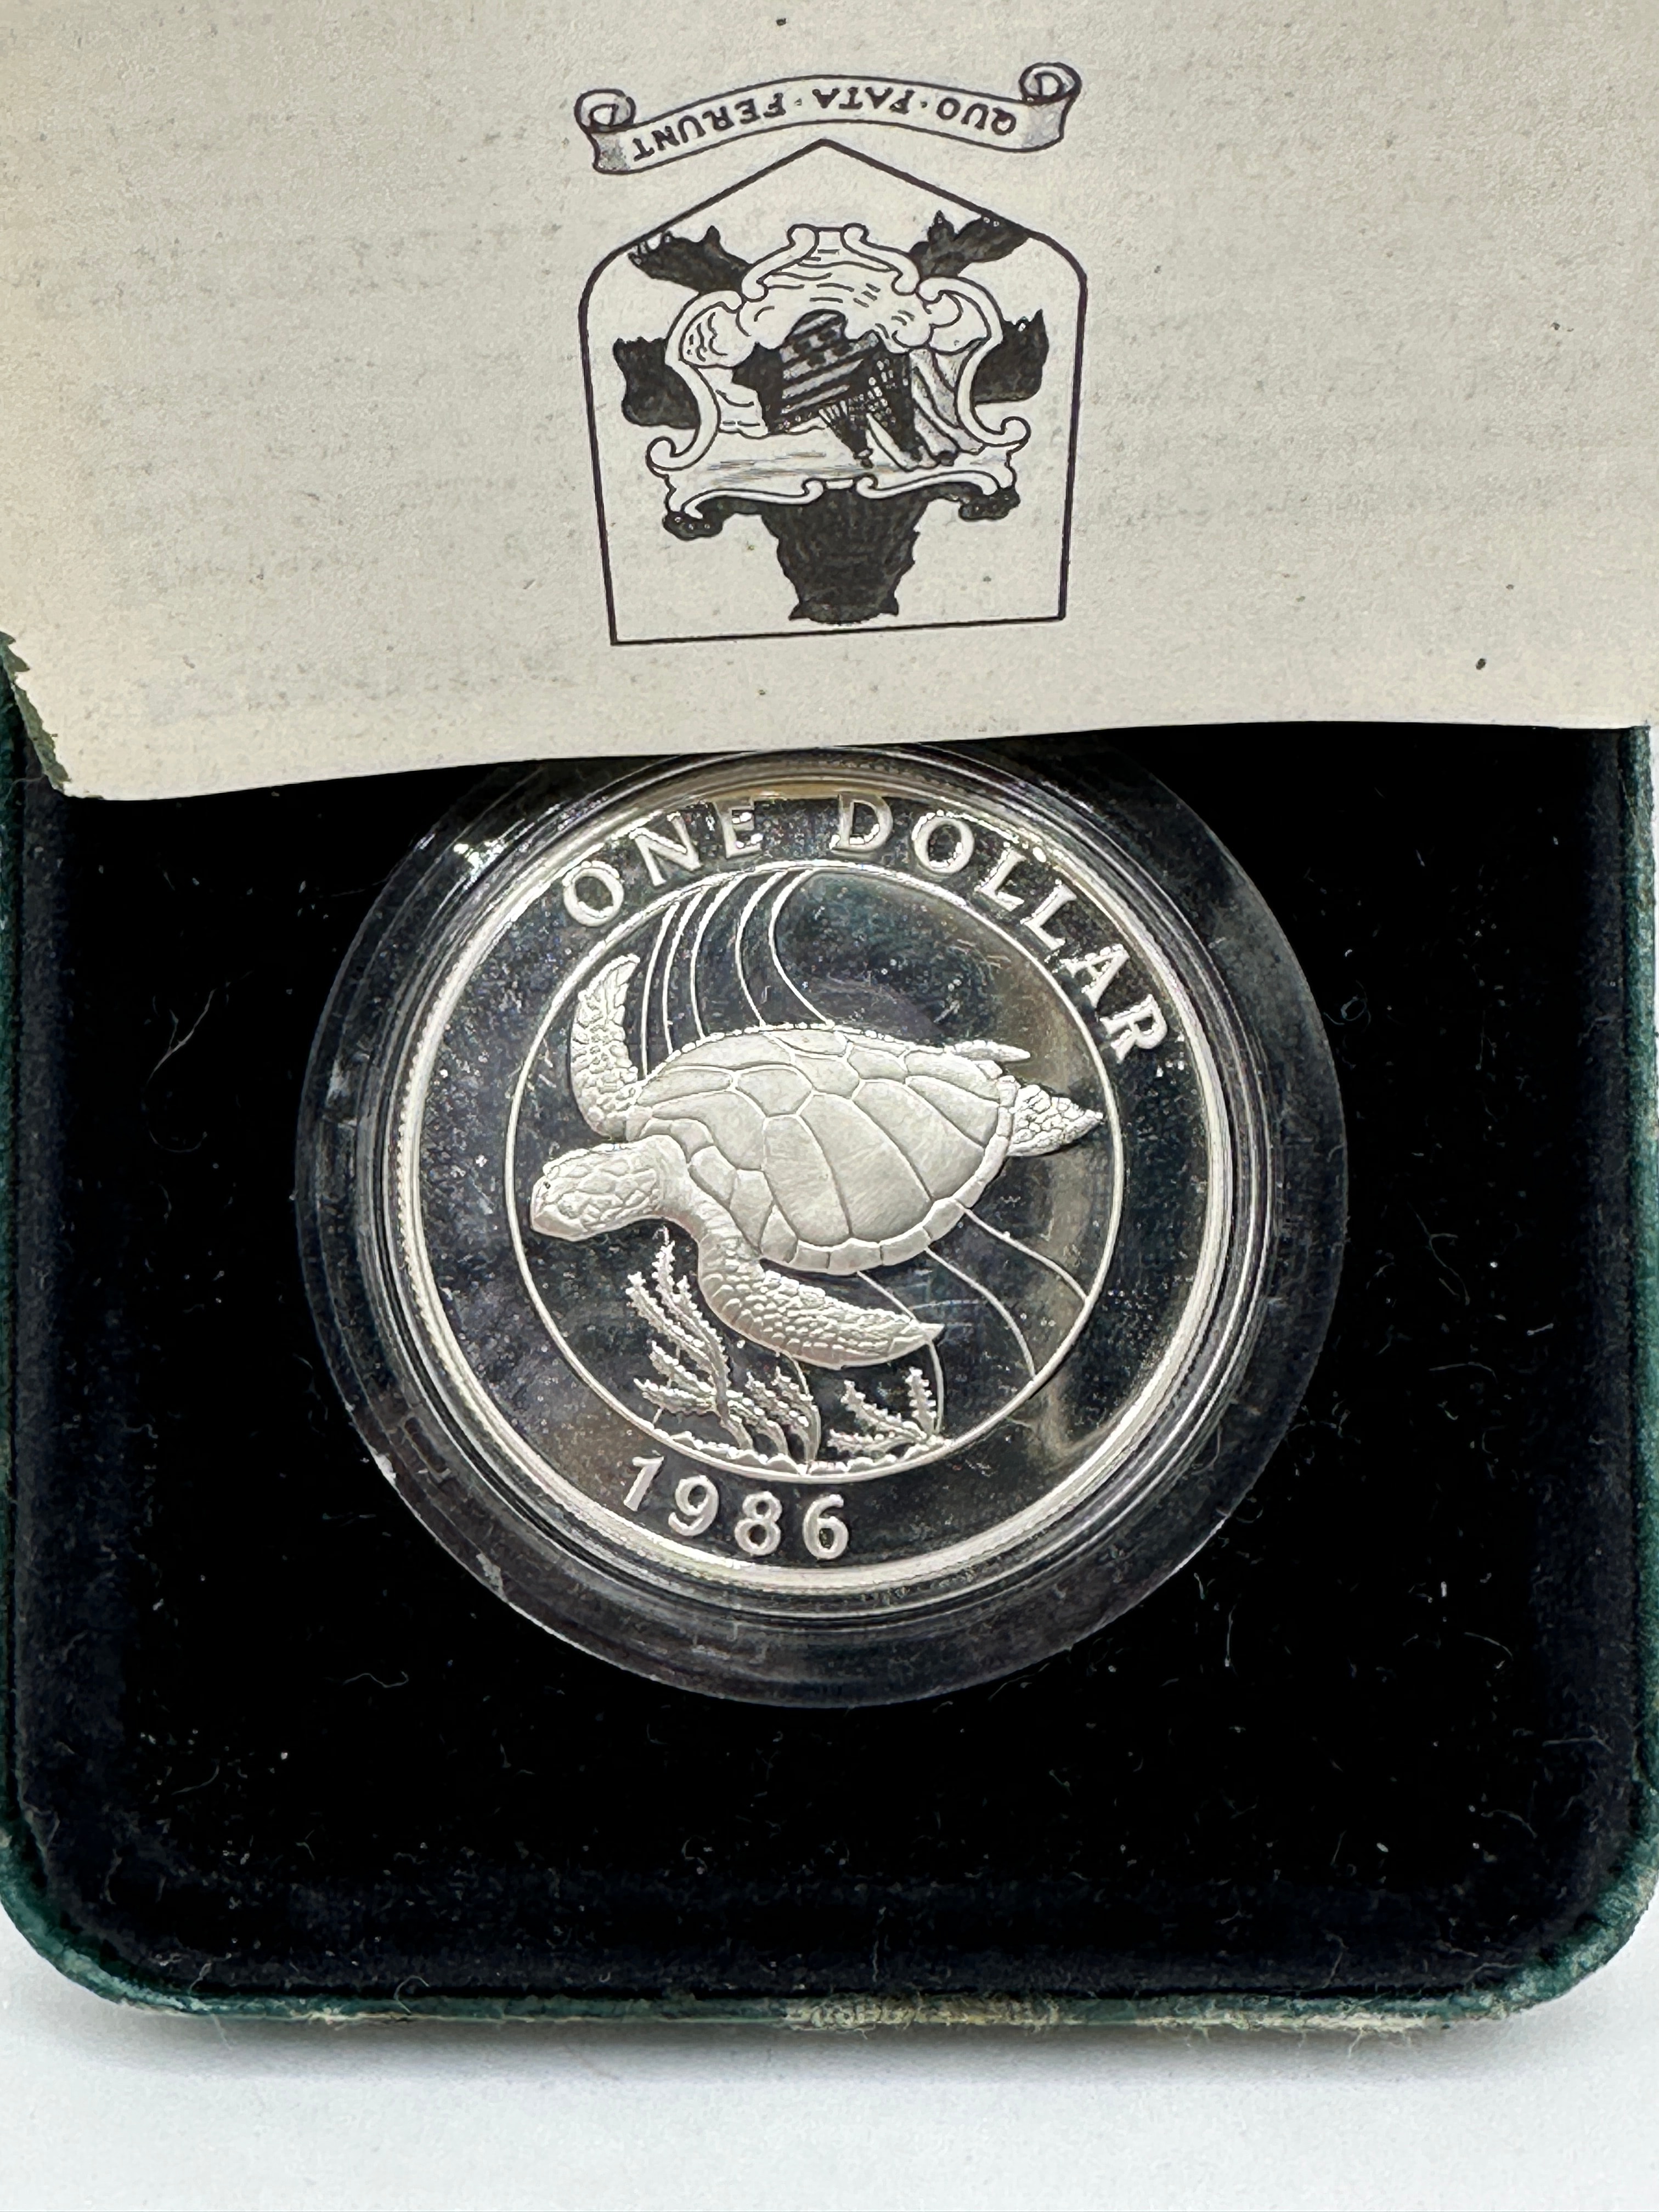 QUO · FATA · FERUNT
ONE DOLLAR
1986